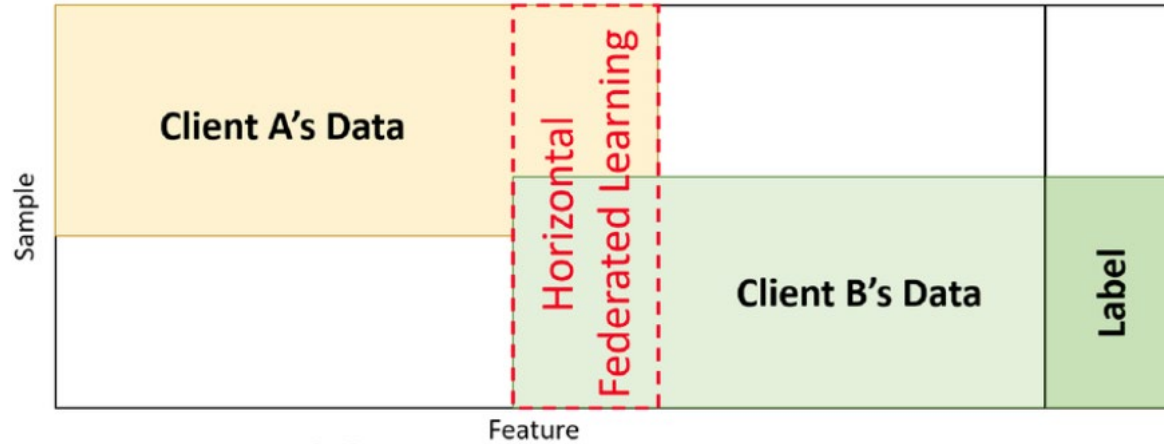 Client A's Data
Horizontal
Federated Learning
Sample
Client B's Data
Label
Feature